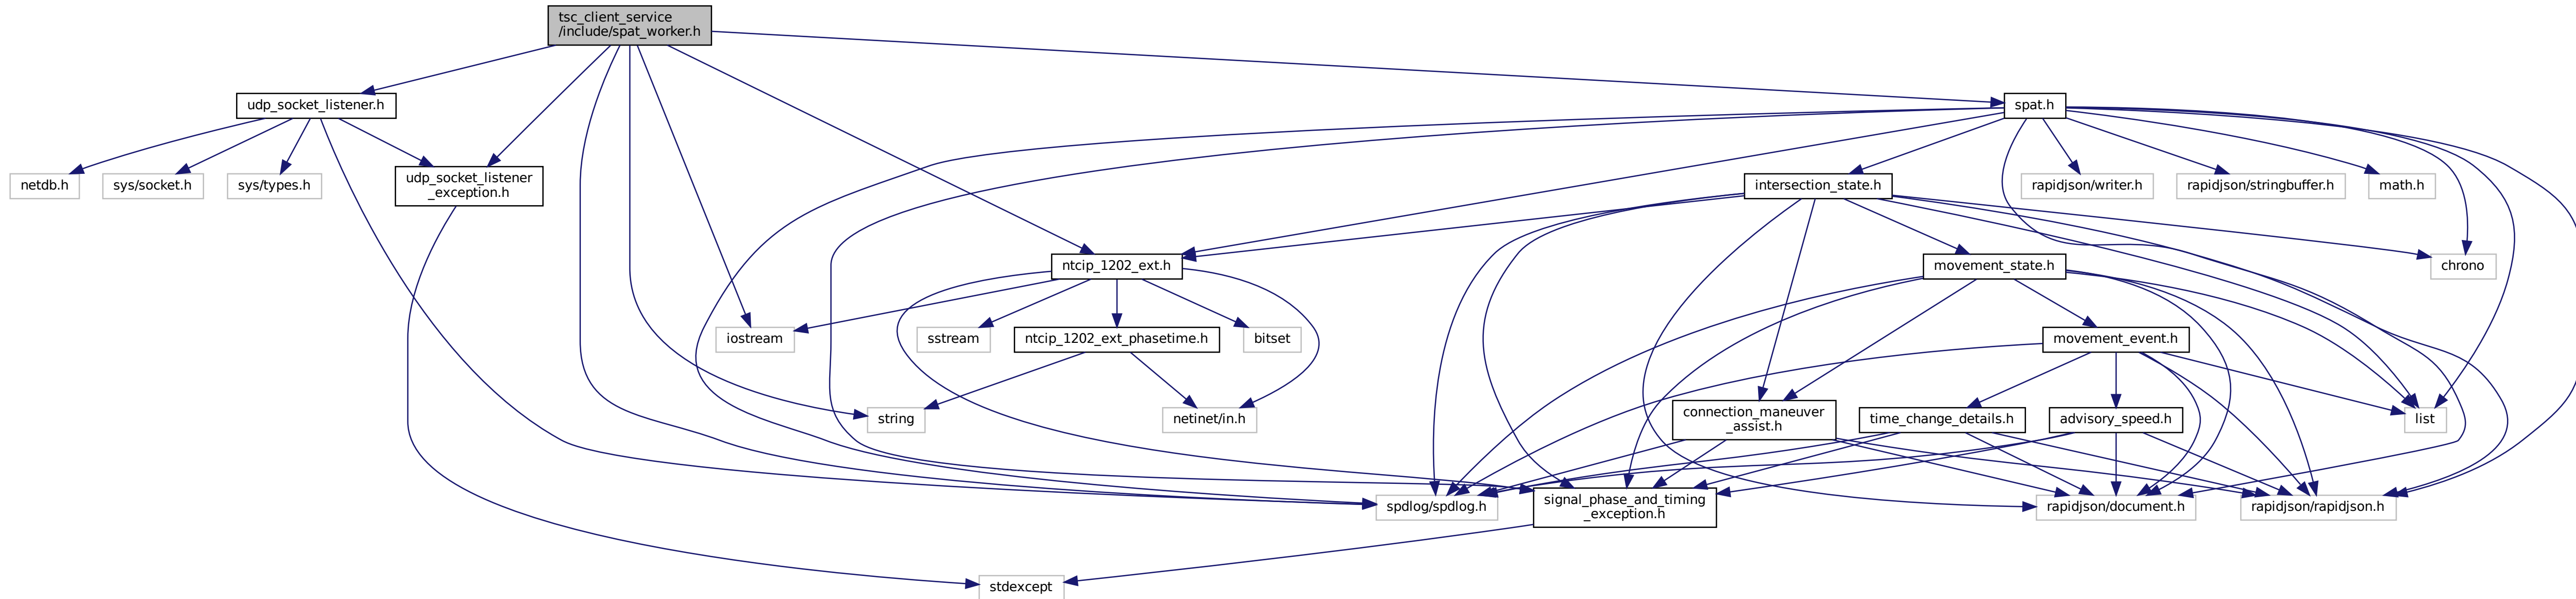 tsc_client_service
/include/spat_worker.h
udp_socket_listener.h
spat.h
netdb.h
sys/socket.h
sys/types.h
udp_socket_listener
_exception.h
intersection_state.h
rapidjson/writer.h
rapidjson/stringbuffer.h
math.h
ntcip_1202_ext.h
movement_state.h
chrono
iostream
sstream
ntcip_1202_ext_phasetime.h
bitset
movement_event.h
string
netinet/in.h
connection_maneuver
_assist.h
time_change_details.h
advisory_speed.h
list
spdlog/spdlog.h
signal_phase_and_timing
_exception.h
rapidjson/document.h
rapidjson/rapidjson.h
stdexcept